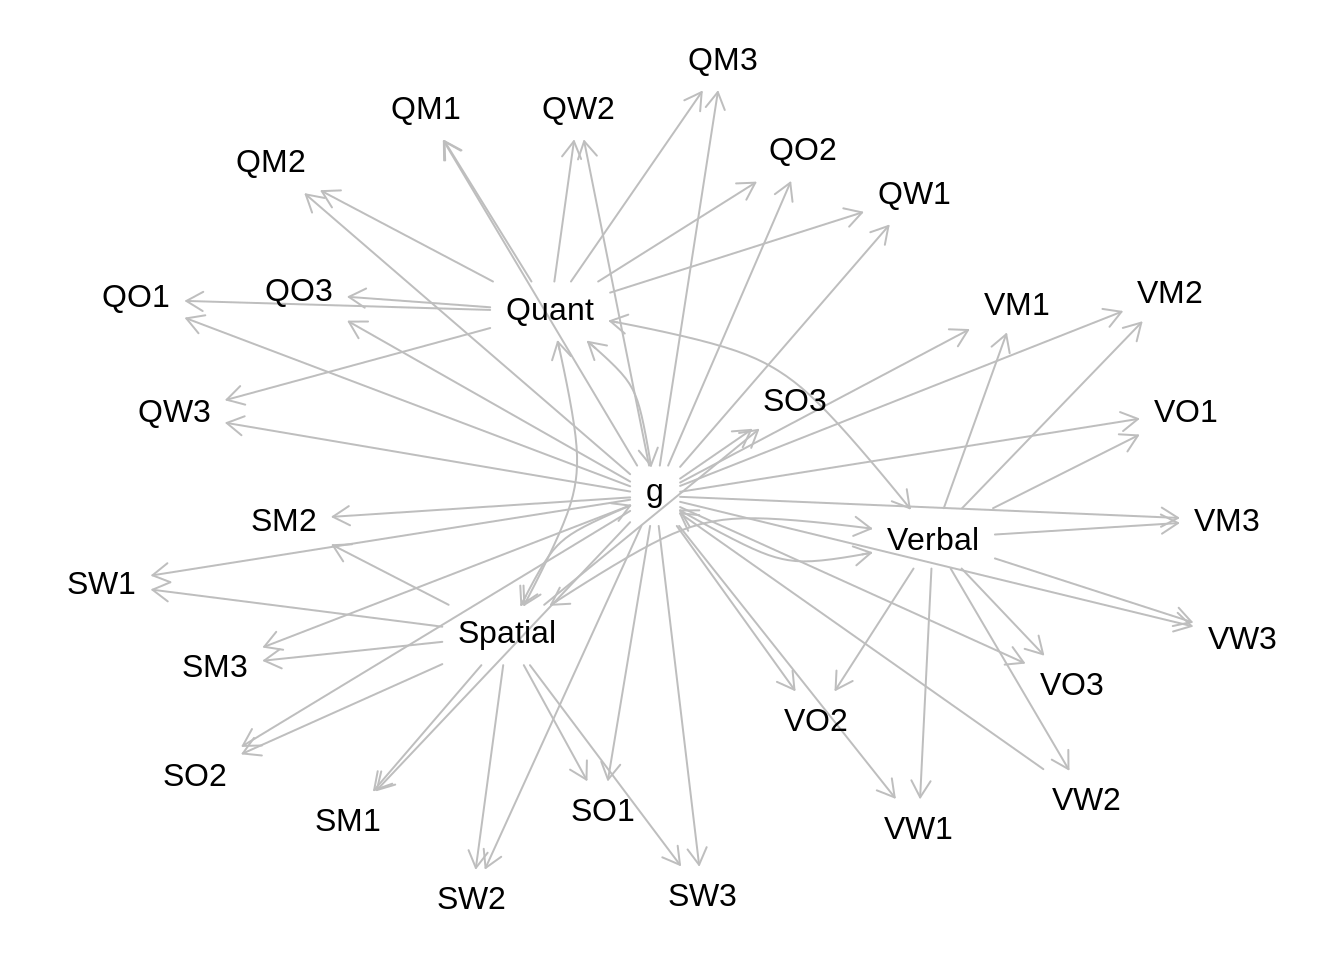 QM3
QM1
QW2
QO2
QM2
QW1
QO3
QO1
VM2
VM1
Quant
SO3
QW3
VO1
g
SM2
VM3
Verbal
SW1
Spatial
VW3
SM3
VO3
VO2
SO2
VW2
SO1
SM1
VW1
SW3
SW2